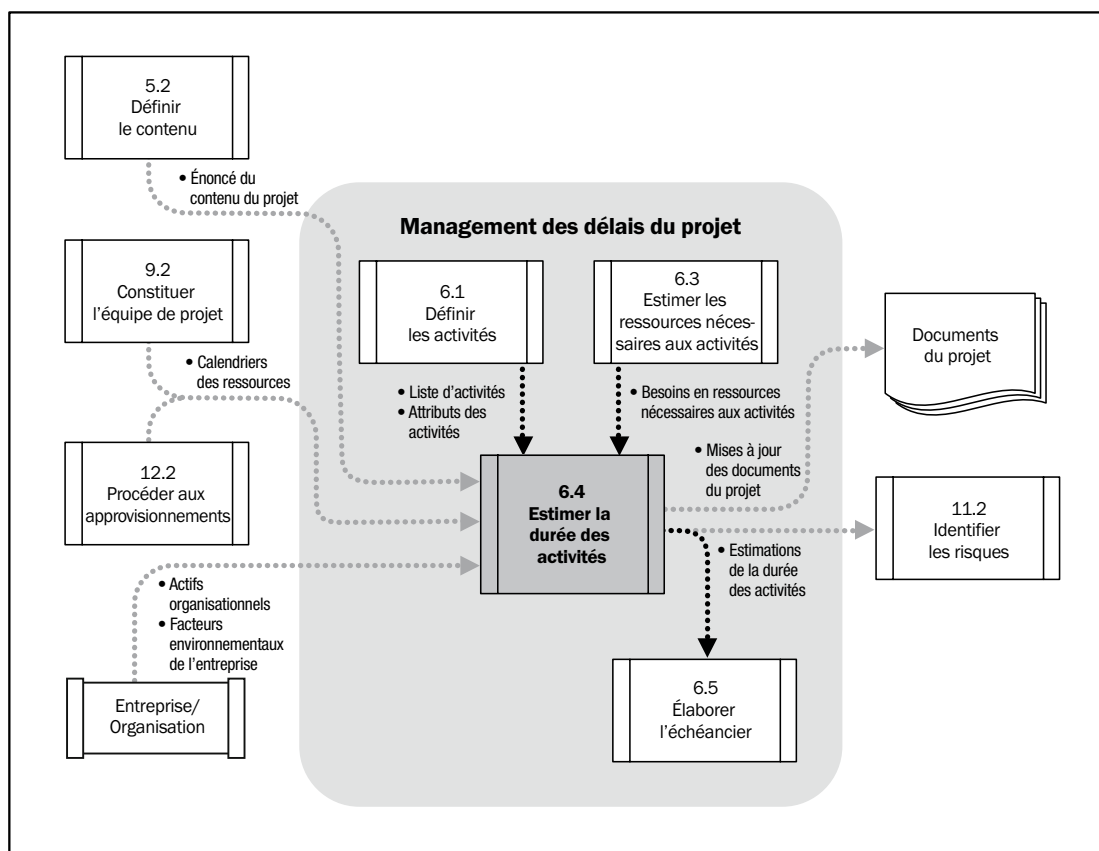 5.2
Définir
le contenu
• Énoncé du
contenu du projet
Management des délais du projet
9.2
Constituer
l’équipe de projet
6.1
Définir
les activités
6.3
Estimer les
ressources néces-
saires aux activités
Documents
du projet
• Calendriers
des ressources
• Liste d’activités
• Attributs des
activités
• Besoins en ressources
nécessaires aux activités
12.2
Procéder aux
approvisionnements
• Mises à jour
des documents
du projet
6.4
Estimer la
durée des
activités
11.2
Identifier
les risques
• Estimations
de la durée
des activités
• Actifs
organisationnels
• Facteurs
environnementaux
de l’entreprise
Entreprise/
Organisation
6.5
Élaborer
l’échéancier